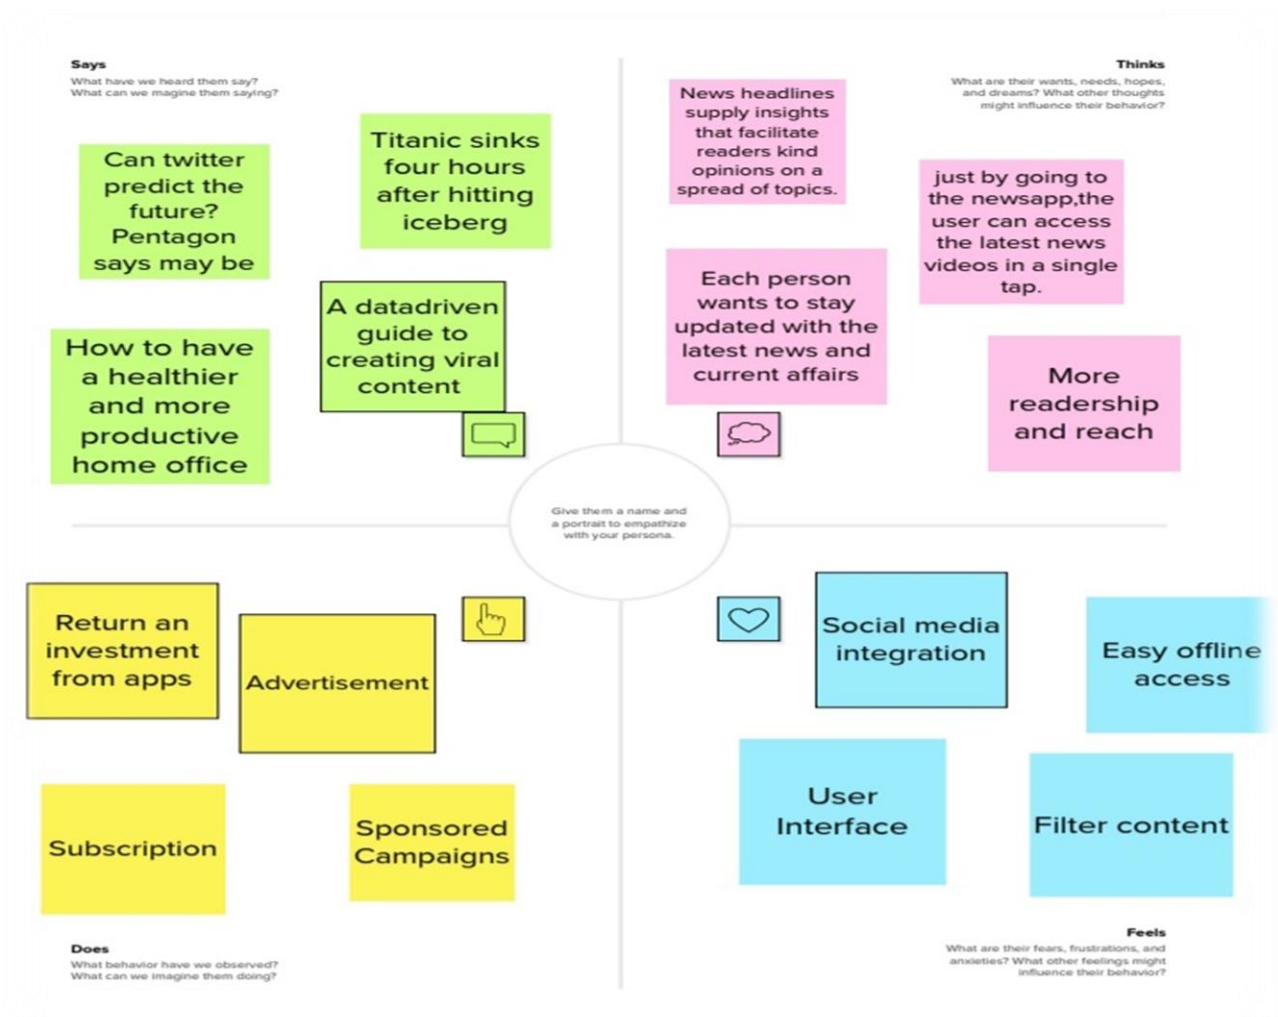 Says
What have we heard them say?
What can we magine them saying?
Can twitter
predict the
future?
Pentagon
says may be
Titanic sinks
four hours
after hitting
iceberg
How to have
a healthier
and more
productive
home office
A datadriven
guide to
creating viral
content
Thinks
What are their wants, needs, hopes,
and dreams? What other thoughts
might influence their behavior?
News headlines
supply insights
that facilitate
readers kind
opinions on a
spread of topics.
just by going to
the newsapp,the
user can access
the latest news
videos in a single
tap.
Each person
wants to stay
updated with the
latest news and
current affairs
More
readership
and reach
Give them a name and
a portrait to empathize
with your persona.
Return an
investment
from apps
Advertisement
Subscription
Sponsored
Campaigns
Does
What behavior have we observed?
What can we imagine them doing?
Social media
integration
Easy offline
access
User
Interface
Filter content
Feels
What are their fears, frustrations, and
anxieties? What other feelings might
influence their behavior?